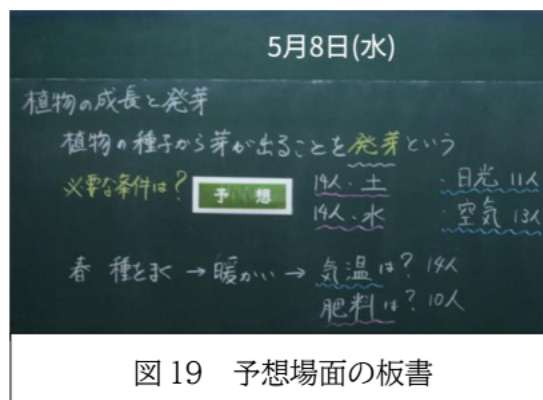 5月8日(水)
植物の成長と発芽
植物の種子から芽が出ることを発芽という
必要な条件は?
予想
14人・土
・日光 11人
14人・水
・空気 13人
春 種をまく → 暖かい → 気温は? 14人
肥料は? 10人
図19 予想場面の板書